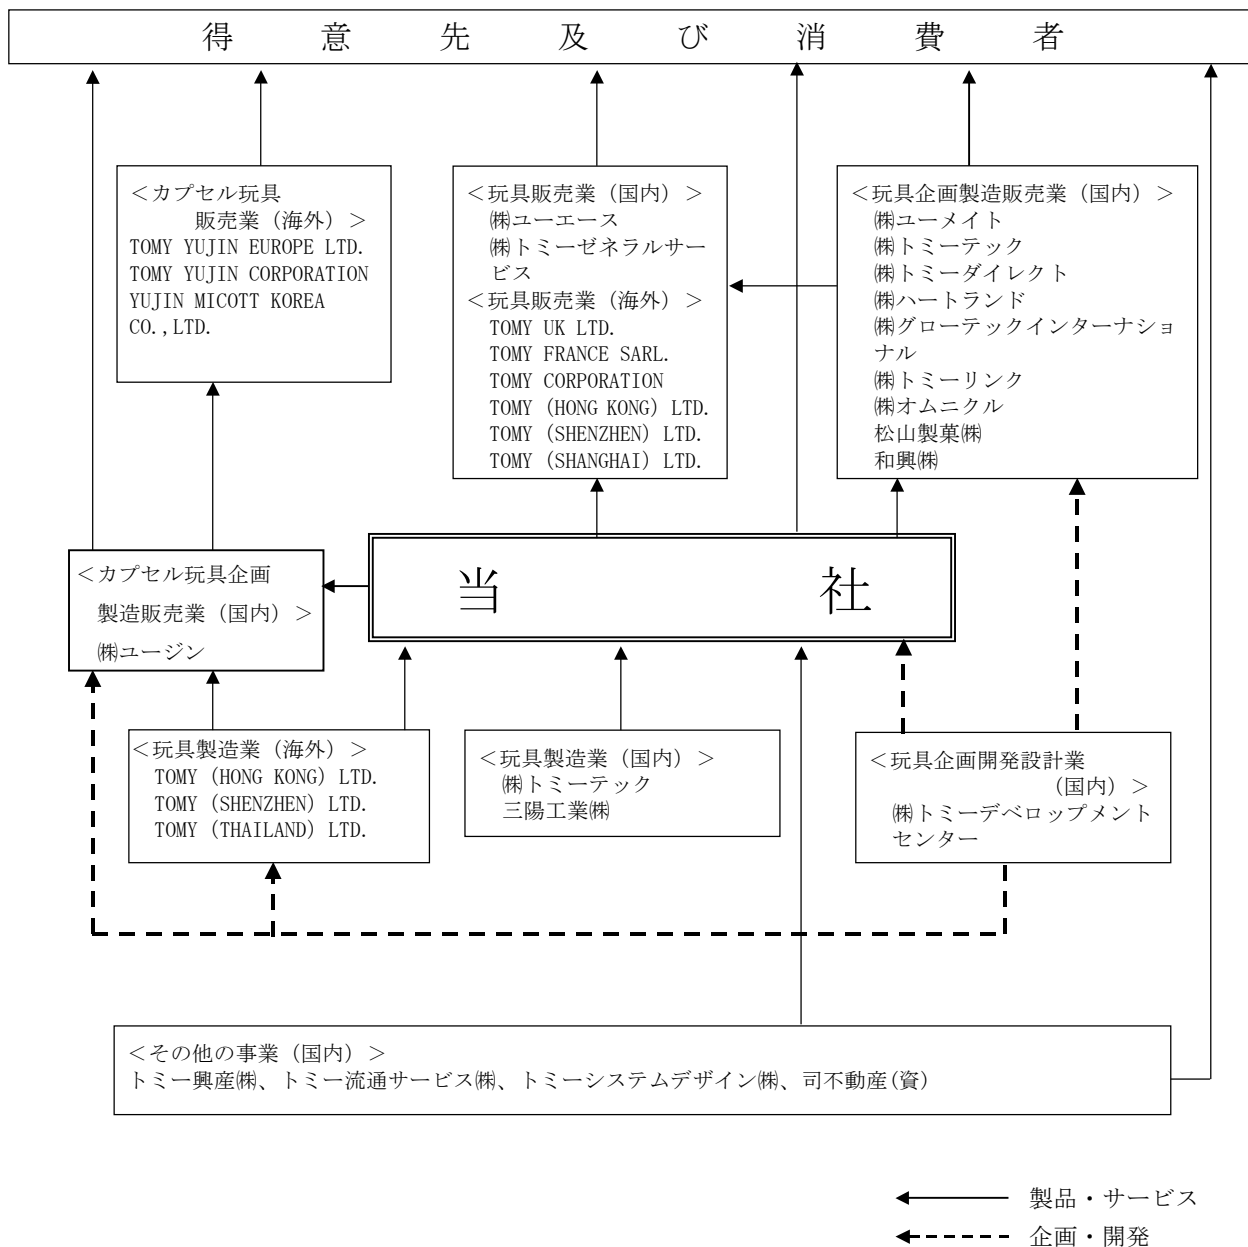 得意先及び消費者
＜カプセル玩具
販売業（海外）＞
TOMY YUJIN EUROPE LTD.
TOMY YUJIN CORPORATION
YUJIN MICOTT KOREA
CO.,LTD.
＜玩具販売業（国内）＞
㈱ユーエース
㈱トミーゼネラルサー
ビス
＜玩具販売業（海外）＞
TOMY UK LTD.
TOMY FRANCE SARL.
TOMY CORPORATION
TOMY (HONG KONG) LTD.
TOMY (SHENZHEN) LTD.
TOMY (SHANGHAI) LTD.
＜玩具企画製造販売業（国内）＞
㈱ユーメイト
㈱トミーテック
㈱トミーダイレクト
㈱ハートランド
㈱グローテックインターナショ
ナル
㈱トミーリンク
㈱オムニクル
松山製菓㈱
和興㈱
＜カプセル玩具企画
製造販売業（国内）＞
㈱ユージン
当社
＜玩具製造業（海外）＞
TOMY (HONG KONG) LTD.
TOMY (SHENZHEN) LTD.
TOMY (THAILAND) LTD.
＜玩具製造業（国内）＞
㈱トミーテック
三陽工業㈱
＜玩具企画開発設計業
（国内）＞
㈱トミーデベロップメント
センター
＜その他の事業（国内）＞
トミー興産㈱、トミー流通サービス㈱、トミーシステムデザイン㈱、司不動産(資)
製品・サービス
企画・開発